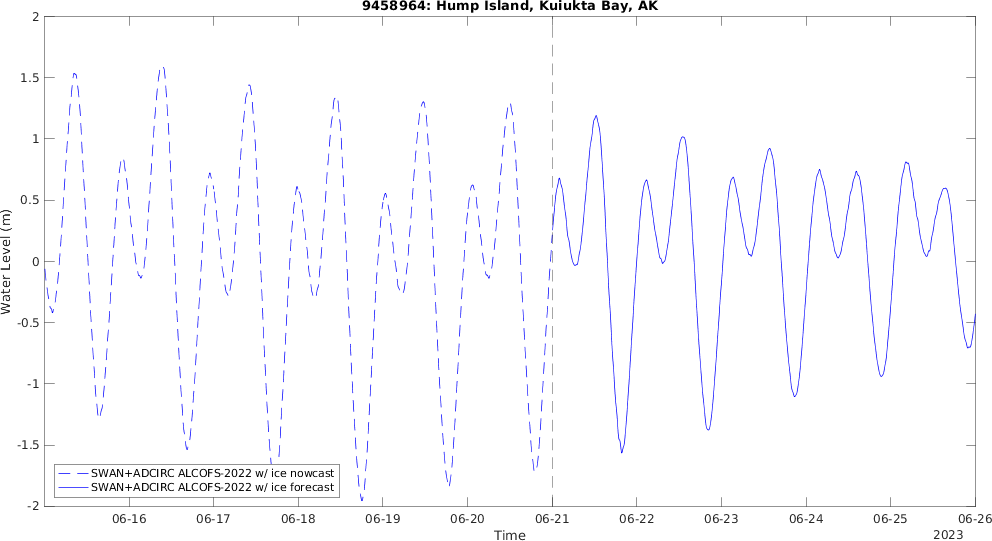 9458964: Hump Island, Kuiukta Bay, AK
2
1.5
1
0.5
0
-0.5
-1
-1.5
-2
Water Level (m)
SWAN+ADCIRC ALCOFS-2022 w/ ice nowcast
SWAN+ADCIRC ALCOFS-2022 w/ ice forecast
06-16 06-17 06-18 06-19 06-20 06-21 06-22 06-23 06-24 06-25 06-26
Time
2023